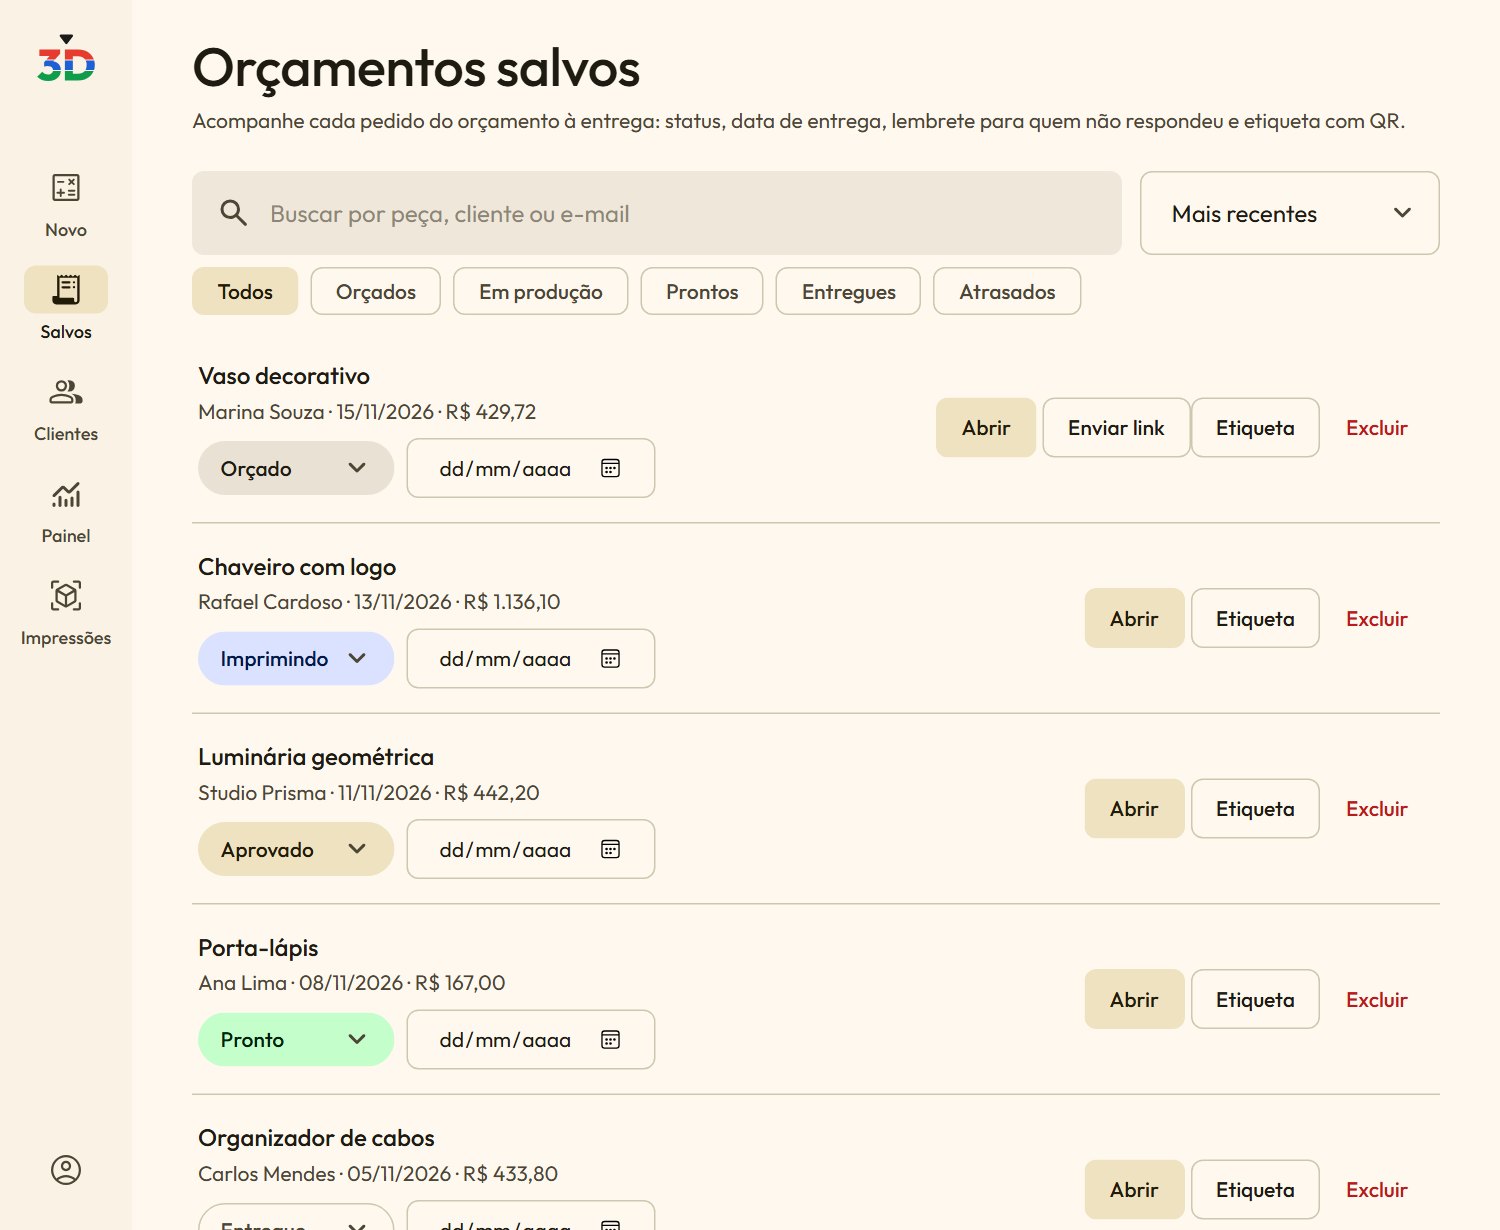 3D
Novo
Salvos
Clientes
Painel
Impressões
Orçamentos salvos
Acompanhe cada pedido do orçamento à entrega: status, data de entrega, lembrete para quem não respondeu e etiqueta com QR.
Buscar por peça, cliente ou e-mail
Mais recentes
Todos Orçados Em produção Prontos Entregues Atrasados
Vaso decorativo
Marina Souza · 15/11/2026 · R$ 429,72
Orçado dd/mm/aaaa
Abrir Enviar link Etiqueta Excluir
Chaveiro com logo
Rafael Cardoso · 13/11/2026 · R$ 1.136,10
Imprimindo dd/mm/aaaa
Abrir Etiqueta Excluir
Luminária geométrica
Studio Prisma · 11/11/2026 · R$ 442,20
Aprovado dd/mm/aaaa
Abrir Etiqueta Excluir
Porta-lápis
Ana Lima · 08/11/2026 · R$ 167,00
Pronto dd/mm/aaaa
Abrir Etiqueta Excluir
Organizador de cabos
Carlos Mendes · 05/11/2026 · R$ 433,80
Entregue dd/mm/aaaa
Abrir Etiqueta Excluir